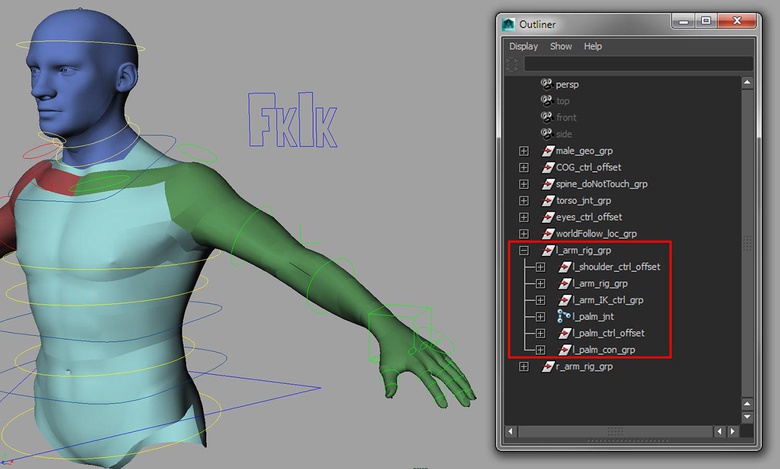 FKIK
Outliner
Display Show Help
persp
top
front
side
male_geo_grp
COG_ctrl_offset
spine_doNotTouch_grp
torso_jnt_grp
eyes_ctrl_offset
worldFollow_loc_grp
l_arm_rig_grp
l_shoulder_ctrl_offset
l_arm_rig_grp
l_arm_IK_ctrl_grp
l_palm_jnt
l_palm_ctrl_offset
l_palm_con_grp
r_arm_rig_grp